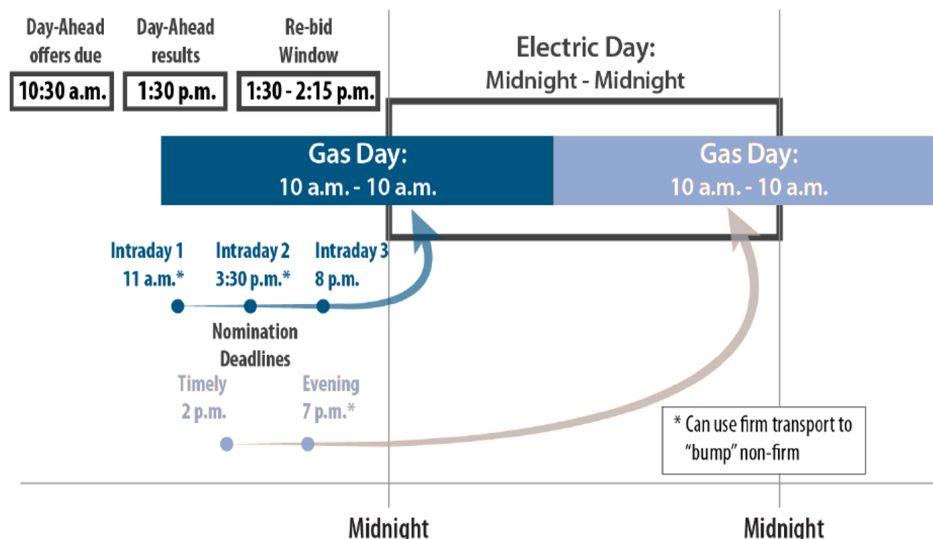 Day-Ahead
offers due
10:30 a.m.
Day-Ahead
results
1:30 p.m.
Re-bid
Window
1:30 - 2:15 p.m.
Electric Day:
Midnight - Midnight
Gas Day:
10 a.m. - 10 a.m.
Gas Day:
10 a.m. - 10 a.m.
Intraday 1
11 a.m.*
Intraday 2
3:30 p.m.*
Intraday 3
8 p.m.
Nomination
Deadlines
Timely
2 p.m.
Evening
7 p.m.*
* Can use firm transport to
"bump" non-firm
Midnight
Midnight